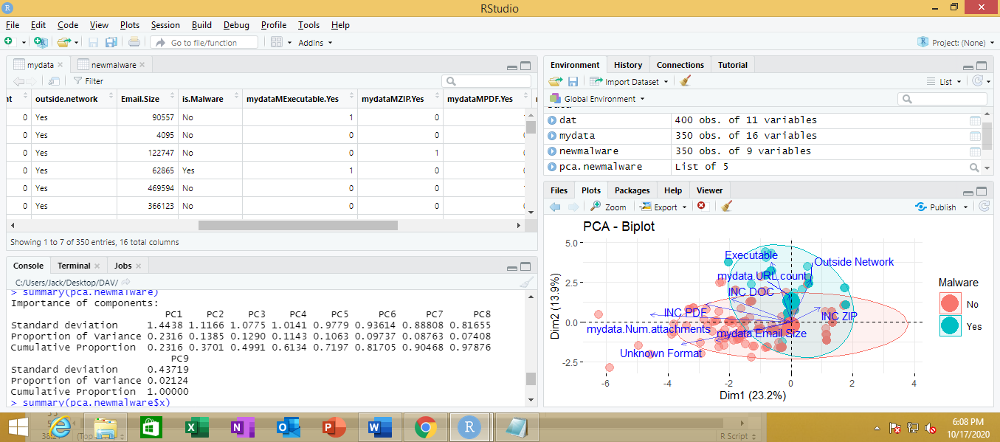 RStudio
File Edit Code View Plots Session Build Debug Profile Tools Help
Go to file/function Addins Project: (None)
mydata newmalware
Filter
nt outside.network Email.Size is.Malware mydataMExecutable.Yes mydataMZIP.Yes mydataMPDF.Yes
0 Yes 90557 No 1 0
0 Yes 4095 No 0 0
0 Yes 122747 No 0 1
0 Yes 62865 Yes 1 0
0 Yes 469594 No 0 0
0 Yes 366123 No 0 0
Showing 1 to 7 of 350 entries, 16 total columns
Console Terminal Jobs
C:/Users/Jack/Desktop/DAV/
> summary(pca.newmalware)
Importance of components:
PC1 PC2 PC3 PC4 PC5 PC6 PC7 PC8
Standard deviation 1.4438 1.1166 1.0773 1.0141 0.9779 0.93614 0.88808 0.81655
Proportion of Variance 0.2316 0.1385 0.1290 0.1143 0.1063 0.09737 0.08763 0.07408
Cumulative Proportion 0.2316 0.3701 0.4991 0.6134 0.7197 0.81705 0.90468 0.97876
PC9
Standard deviation 0.43719
Proportion of Variance 0.02124
Cumulative Proportion 1.00000
> summary(pca.newmalware$x)
Environment History Connections Tutorial
Import Dataset List
Global Environment
Data
dat 400 obs. of 11 variables
mydata 350 obs. of 16 variables
newmalware 350 obs. of 9 variables
pca.newmalware List of 5
Files Plots Packages Help Viewer
Zoom Export Publish
PCA - Biplot
5.0
2.5
0.0
-2.5
Dim2 (13.9%)
Executable
Outside Network
mydata.URL.count
INC DOC
INC PDF
INC ZIP
mydata.Num.attachments
mydata.Email.Size
Unknown Format
-6 -4 -2 0 2 4
Dim1 (23.2%)
Malware
No
Yes
R Script
6:08 PM
10/17/2020